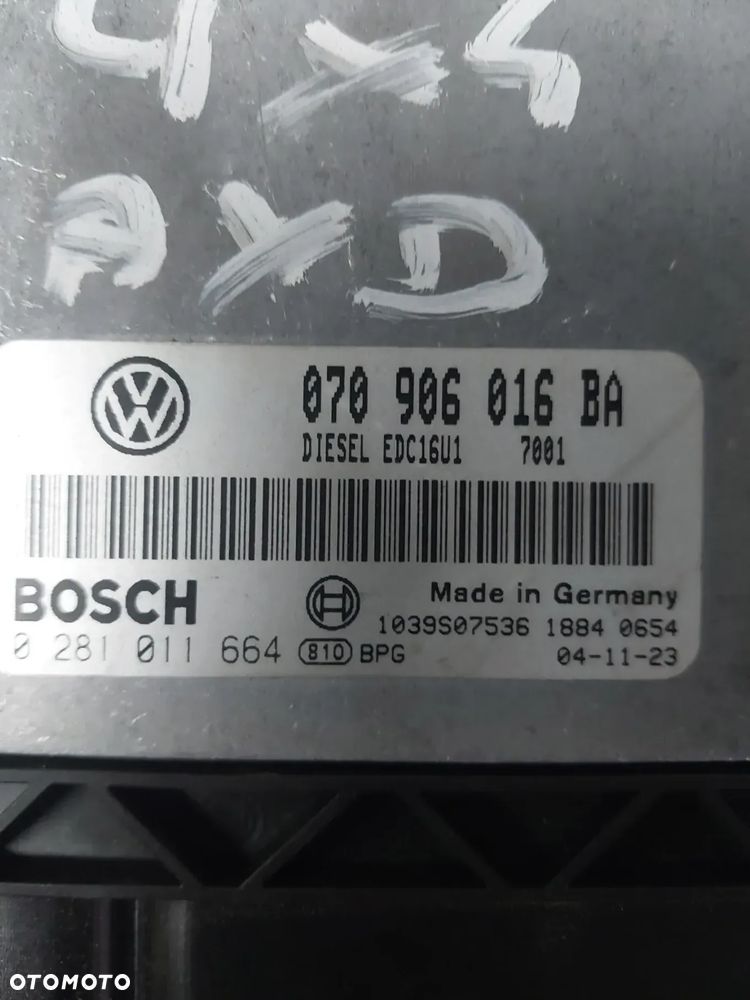 4x4
AXD
070 906 016 BA
DIESEL EDC16U1 7001
BOSCH
Made in Germany
1039S07536 1884 0654
0 281 011 664 810 BPG
04-11-23
OTOMOTO